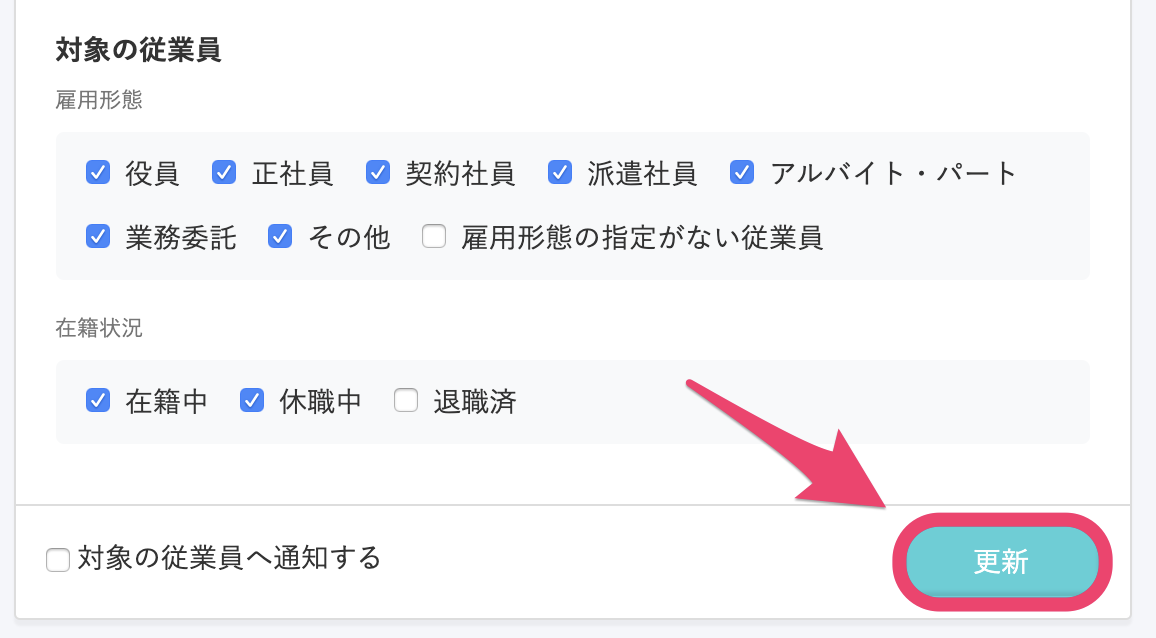 対象の従業員
雇用形態
役員 正社員 契約社員 派遣社員 アルバイト・パート
業務委託 その他 雇用形態の指定がない従業員
在籍状況
在籍中 休職中 退職済
対象の従業員へ通知する 更新